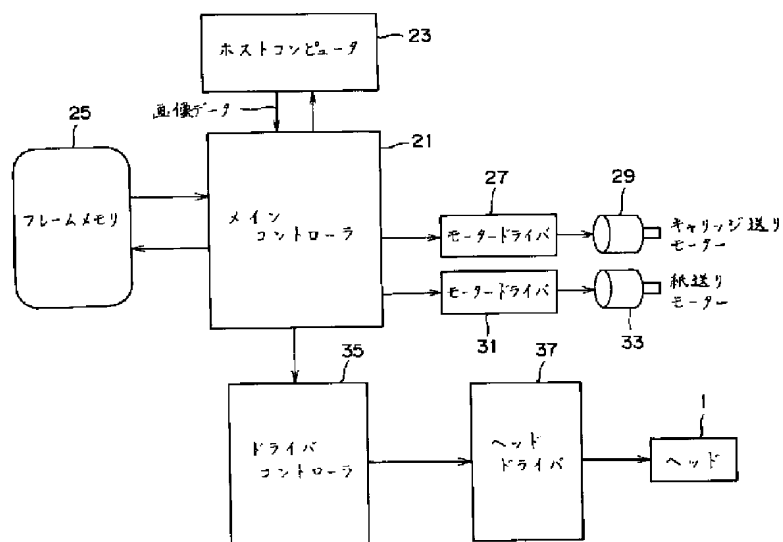 ホストコンピュータ
23
画像データ
25
21
フレームメモリ
メイン
コントローラ
27
モータードライバ
29
キャリッジ送り
モーター
モータードライバ
31
紙送り
モーター
33
35
ドライバ
コントローラ
37
ヘッド
ドライバ
1
ヘッド